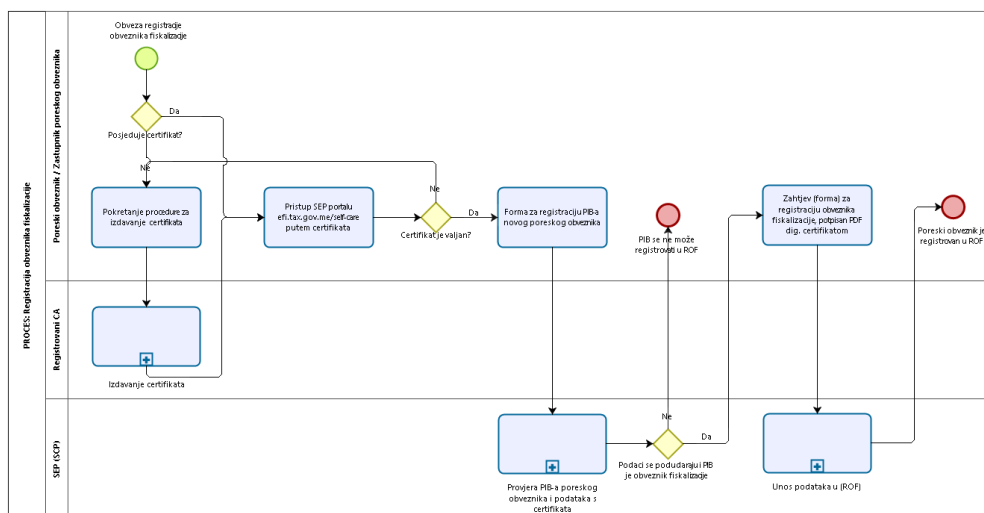 PROCES: Registracija obveznika fiskalizacije
Poreski obveznik / Zastupnik poreskog obveznika
Obveza registracije
obveznika fiskalizacije
Da
Posjeduje certifikat?
Ne
Pokretanje procedure za
izdavanje certifikata
Pristup SEP portalu
efi.tax.gov.me/self-care
putem certifikata
Ne
Da
Certifikat je valjan?
Forma za registraciju PIB-a
novog poreskog obveznika
PIB se ne može
registrovati u ROF
Zahtjev (forma) za
registraciju obveznika
fiskalizacije, potpisan PDF
dig. certifikatom
Poreski obveznik je
registrovan u ROF
Registrovani CA
Izdavanje certifikata
SEP (SCP)
Provjera PIB-a poreskog
obveznika i podataka s
certifikata
Ne
Da
Podaci se podudaraju i PIB
je obveznik fiskalizacije
Unos podataka u (ROF)